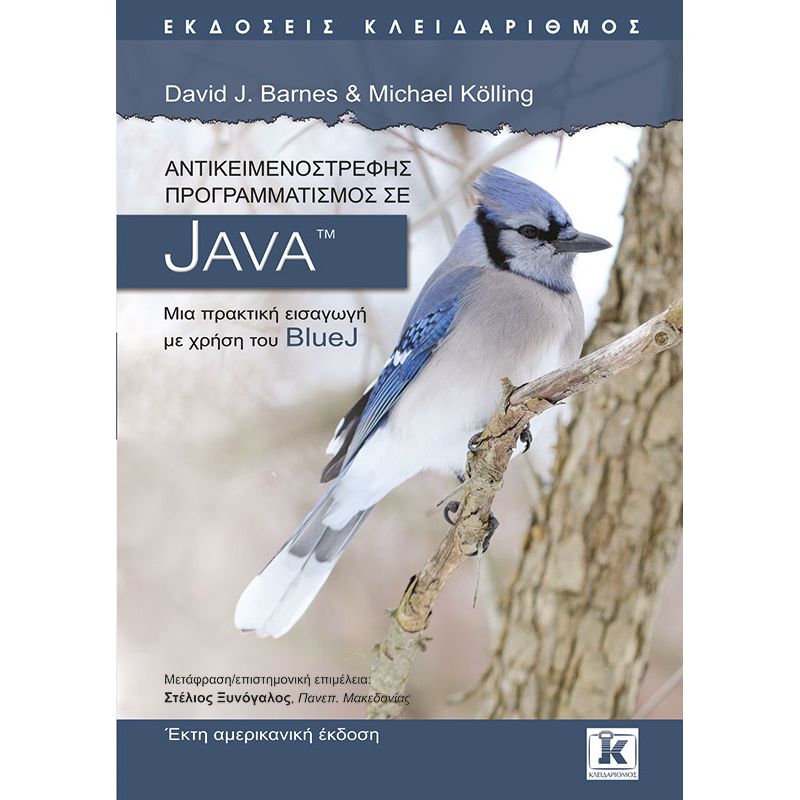 ΕΚΔΟΣΕΙΣ ΚΛΕΙΔΑΡΙΘΜΟΣ
David J. Barnes & Michael Kölling
ΑΝΤΙΚΕΙΜΕΝΟΣΤΡΕΦΗΣ
ΠΡΟΓΡΑΜΜΑΤΙΣΜΟΣ ΣΕ
JAVA™
Μια πρακτική εισαγωγή
με χρήση του BlueJ
Μετάφραση/επιστημονική επιμέλεια:
Στέλιος Ξυνόγαλος, Πανεπ. Μακεδονίας
Έκτη αμερικανική έκδοση
K
ΚΛΕΙΔΑΡΙΘΜΟΣ